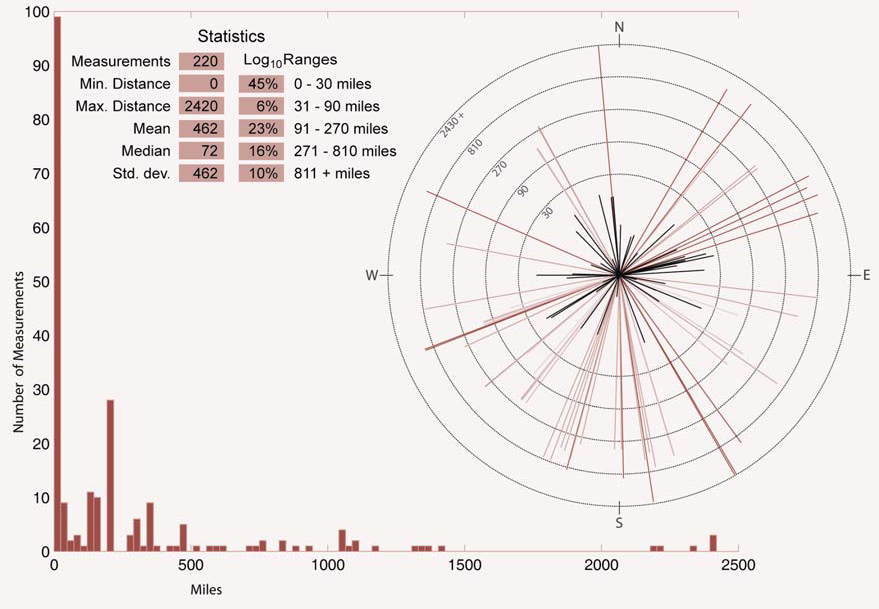 Statistics
Measurements 220
Min. Distance 0
Max. Distance 2420
Mean 462
Median 72
Std. dev. 462
Log10Ranges
45% 0 - 30 miles
6% 31 - 90 miles
23% 91 - 270 miles
16% 271 - 810 miles
10% 811 + miles
N
W
E
S
2430 +
810
270
90
30
Number of Measurements
100
90
80
70
60
50
40
30
20
10
0
0 500 1000 1500 2000 2500
Miles